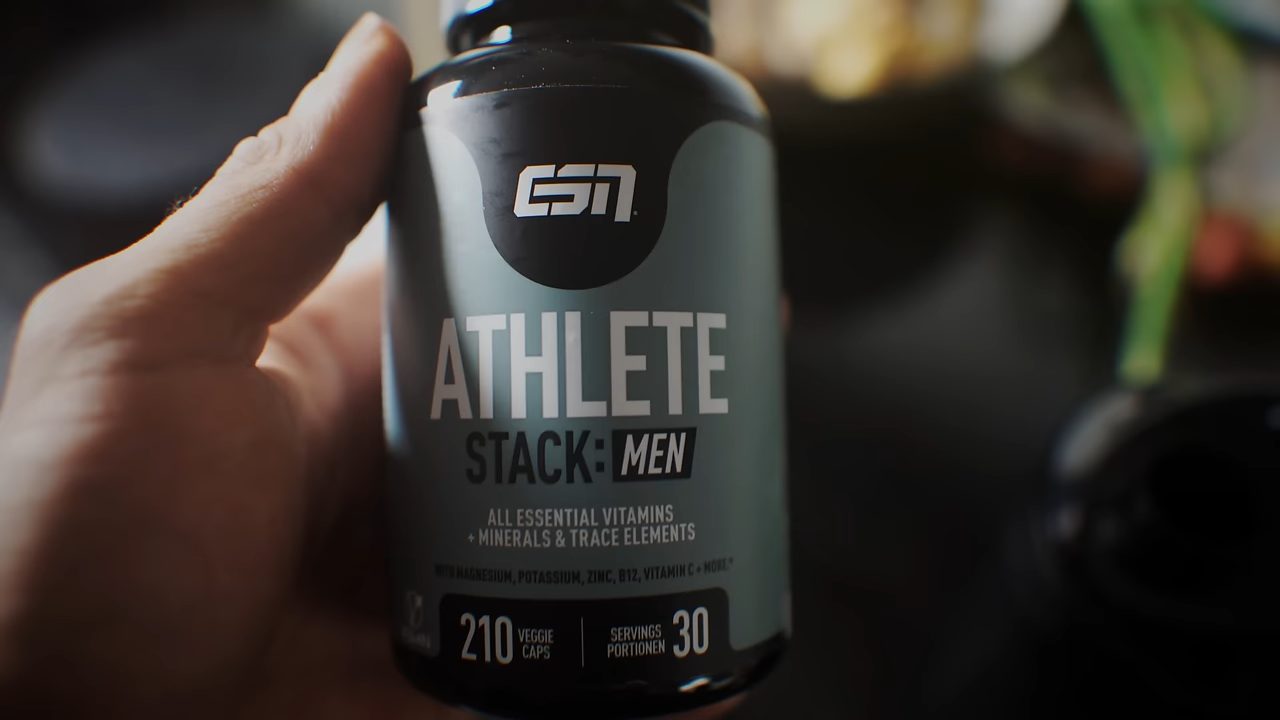 ESN
ATHLETE
STACK: MEN
ALL ESSENTIAL VITAMINS
+ MINERALS & TRACE ELEMENTS
WITH MAGNESIUM, POTASSIUM, ZINC, B12, VITAMIN C + MORE.*
210 VEGGIE CAPS
SERVINGS PORTIONEN 30